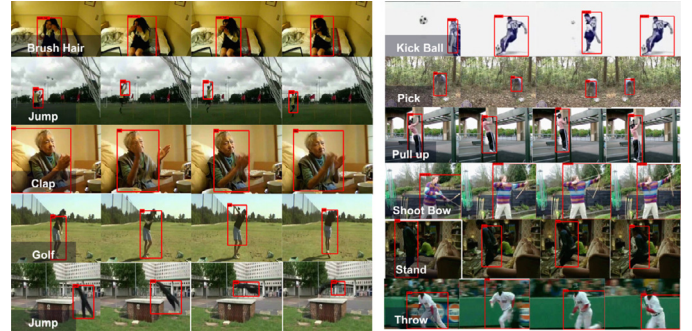 Brush Hair
Jump
Clap
Golf
Jump
Kick Ball
Pick
Pull up
Shoot Bow
Stand
Throw